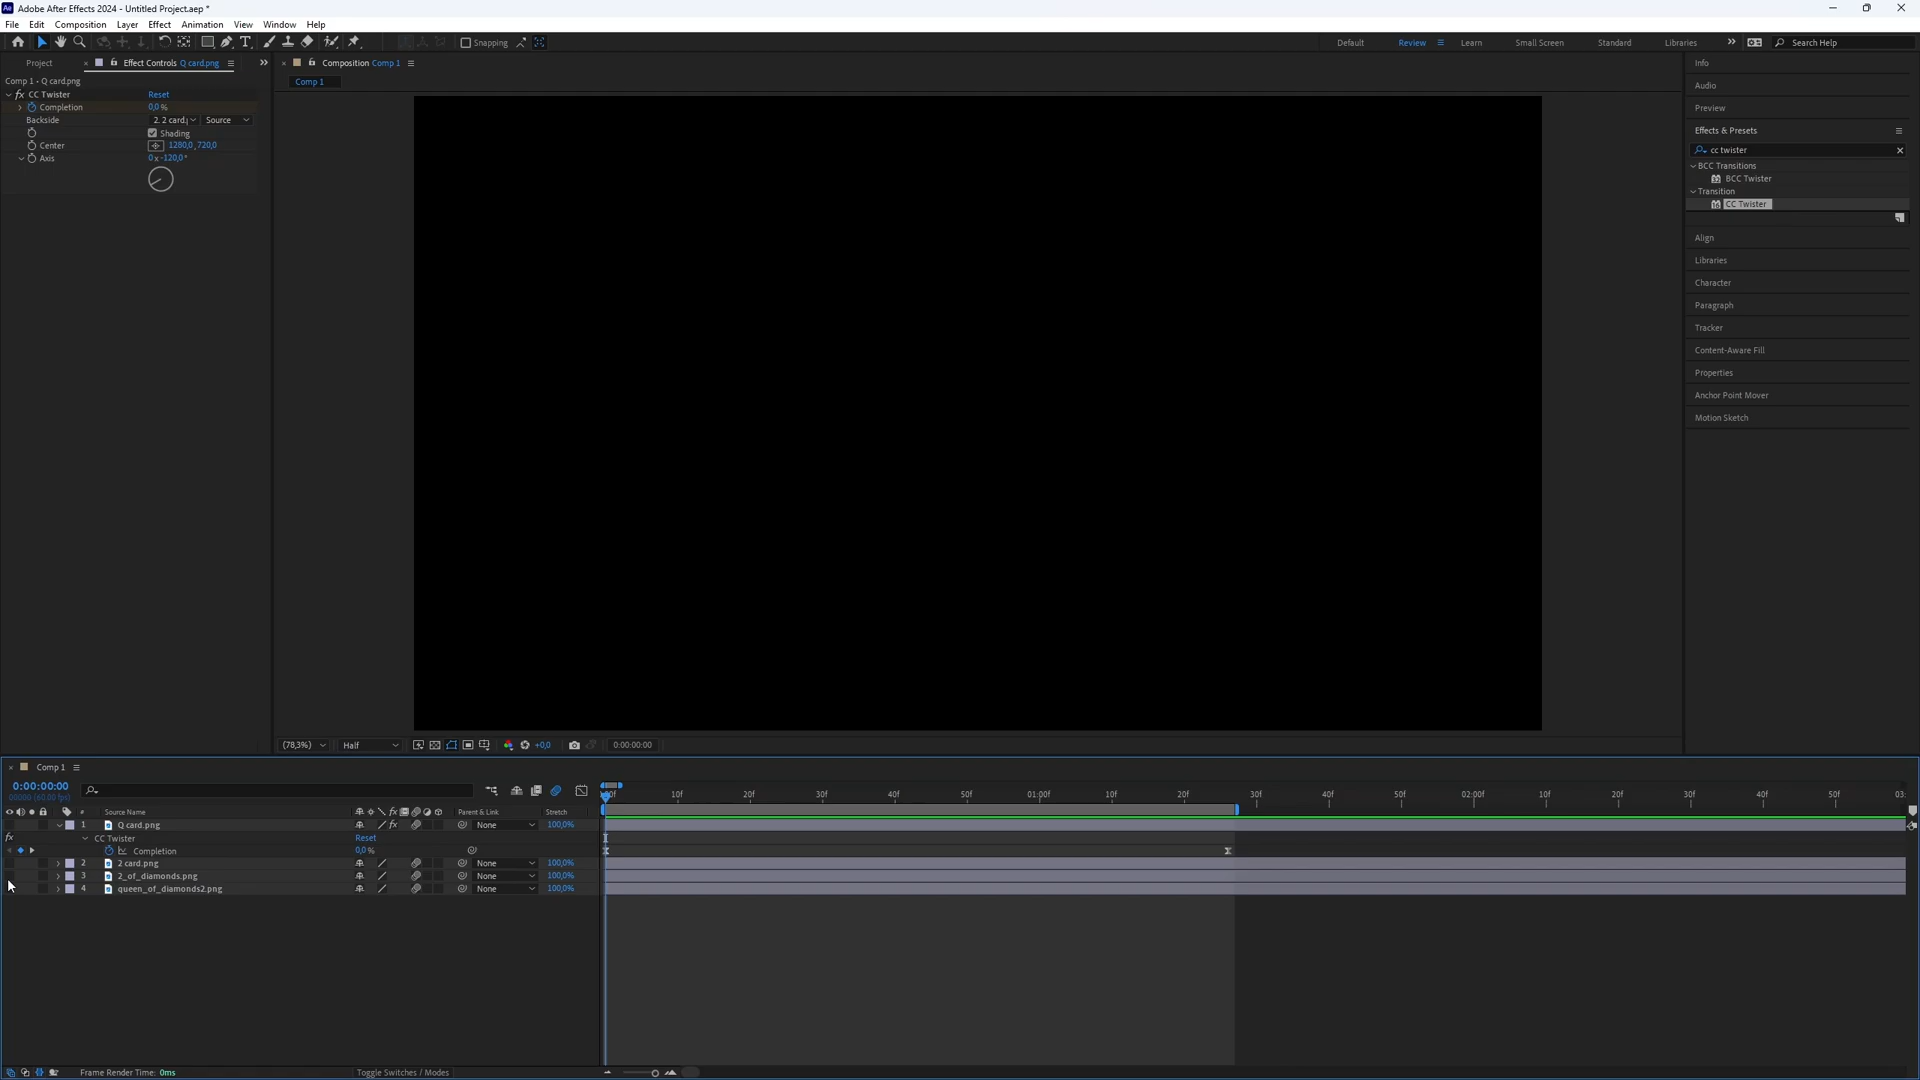 Adobe After Effects 2024 - Untitled Project.aep *
File Edit Composition Layer Effect Animation View Window Help
Snapping
Default Review Learn Small Screen Standard Libraries Search Help
Project Effect Controls Q card.png
Composition Comp 1
Comp 1 • Q card.png
Comp 1
fx CC Twister Reset
Completion 0,0 %
Backside 2. 2 card.p Source
Shading
Center 1280,0, 720,0
Axis 0 x -120,0 °
Info
Audio
Preview
Effects & Presets
cc twister
BCC Transitions
BCC Twister
Transition
CC Twister
Align
Libraries
Character
Paragraph
Tracker
Content-Aware Fill
Properties
Anchor Point Mover
Motion Sketch
(78,3%) Half +0,0 0:00:00:00
Comp 1
0:00:00:00
00000 (60.00 fps)
10f 20f 30f 40f 50f 01:00f 10f 20f 30f 40f 50f 02:00f 10f 20f 30f 40f 50f 03:
# Source Name Parent & Link Stretch
1 Q card.png None 100,0%
CC Twister Reset
Completion 0,0 %
2 2 card.png None 100,0%
3 2_of_diamonds.png None 100,0%
4 queen_of_diamonds2.png None 100,0%
Frame Render Time: 0ms Toggle Switches / Modes